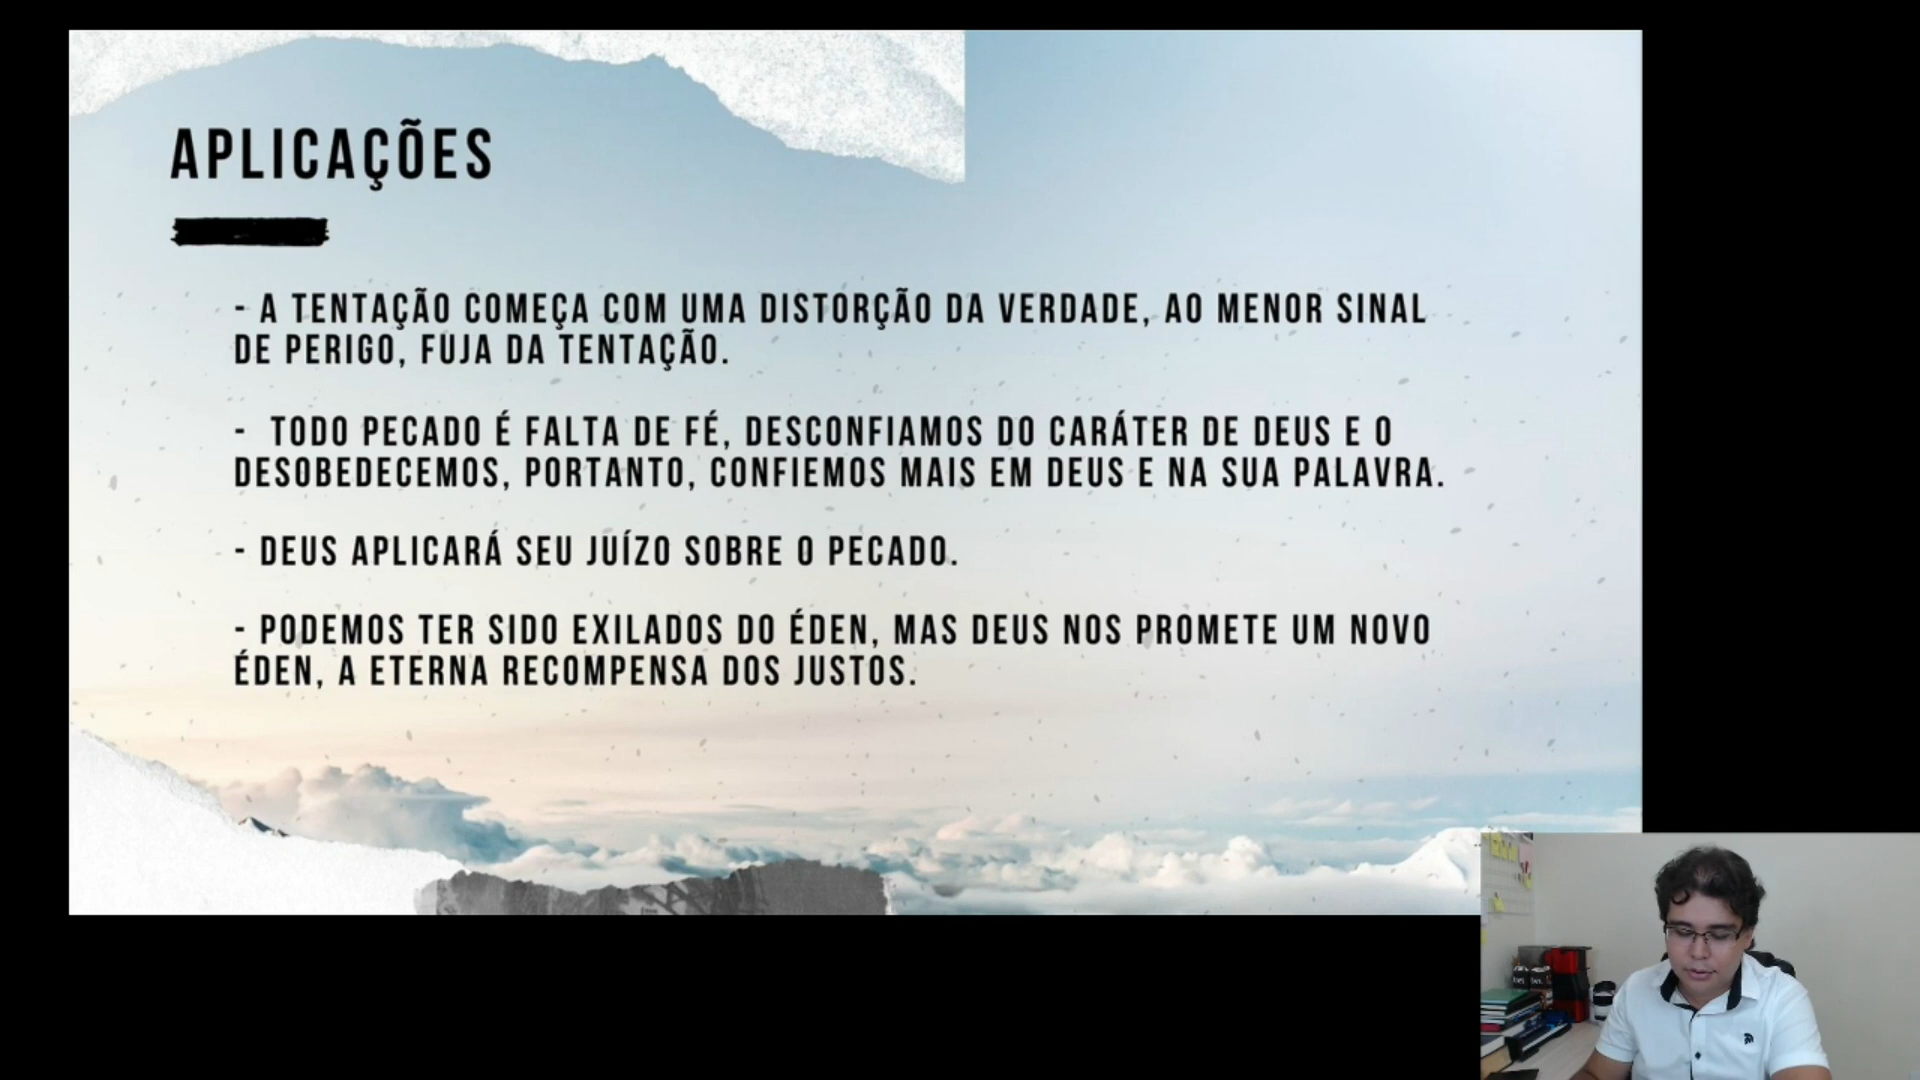 APLICAÇÕES
- A TENTAÇÃO COMEÇA COM UMA DISTORÇÃO DA VERDADE, AO MENOR SINAL
DE PERIGO, FUJA DA TENTAÇÃO.
- TODO PECADO É FALTA DE FÉ, DESCONFIAMOS DO CARÁTER DE DEUS E O
DESOBEDECEMOS, PORTANTO, CONFIEMOS MAIS EM DEUS E NA SUA PALAVRA.
- DEUS APLICARÁ SEU JUÍZO SOBRE O PECADO.
- PODEMOS TER SIDO EXILADOS DO ÉDEN, MAS DEUS NOS PROMETE UM NOVO
ÉDEN, A ETERNA RECOMPENSA DOS JUSTOS.